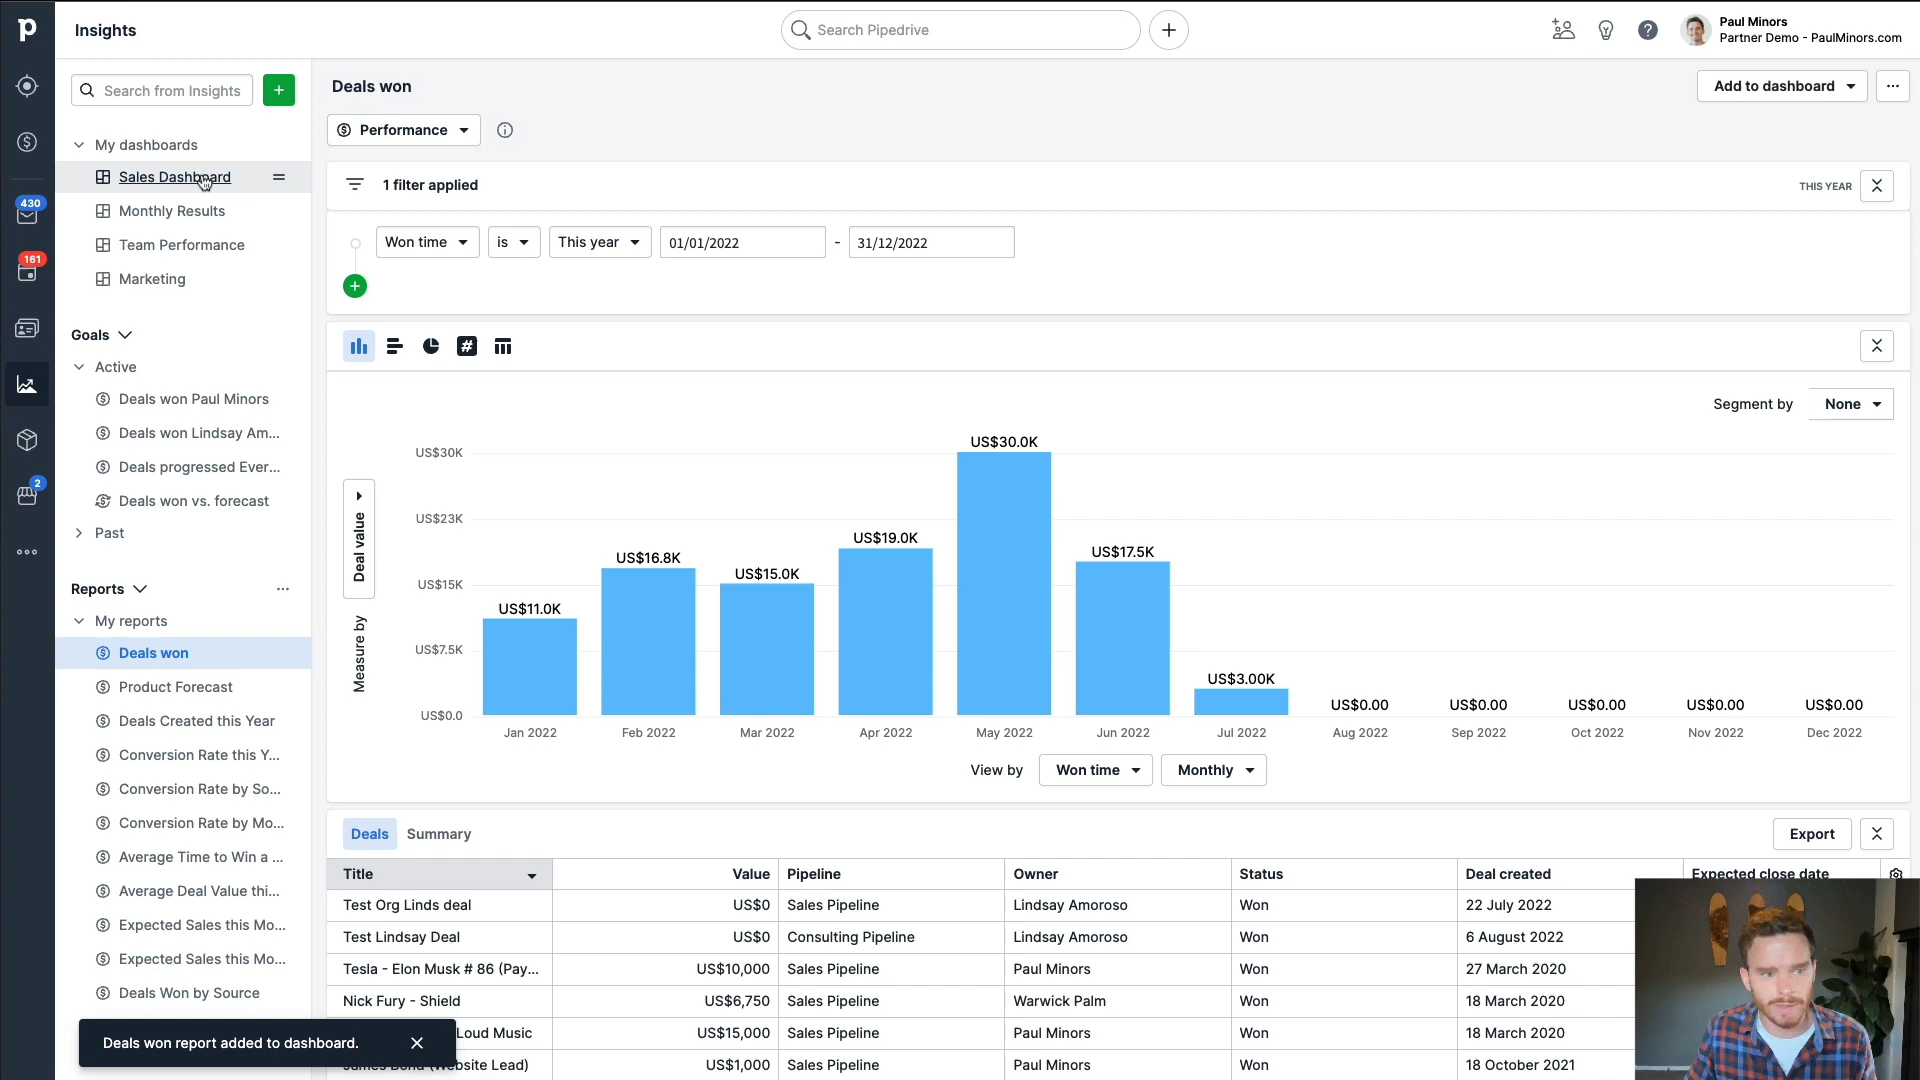 p
Insights
Search Pipedrive
Paul Minors
Partner Demo - PaulMinors.com
430
161
2
Search from Insights
My dashboards
Sales Dashboard
Monthly Results
Team Performance
Marketing
Goals
Active
Deals won Paul Minors
Deals won Lindsay Am...
Deals progressed Ever...
Deals won vs. forecast
Past
Reports
My reports
Deals won
Product Forecast
Deals Created this Year
Conversion Rate this Y...
Conversion Rate by So...
Conversion Rate by Mo...
Average Time to Win a ...
Average Deal Value thi...
Expected Sales this Mo...
Expected Sales this Mo...
Deals Won by Source
Deals won report added to dashboard.
Deals won
Add to dashboard
Performance
1 filter applied
THIS YEAR
Won time is This year 01/01/2022 - 31/12/2022
Segment by None
Measure by Deal value
US$30K
US$23K
US$15K
US$7.5K
US$0.0
US$11.0K
US$16.8K
US$15.0K
US$19.0K
US$30.0K
US$17.5K
US$3.00K
US$0.00
US$0.00
US$0.00
US$0.00
US$0.00
Jan 2022 Feb 2022 Mar 2022 Apr 2022 May 2022 Jun 2022 Jul 2022 Aug 2022 Sep 2022 Oct 2022 Nov 2022 Dec 2022
View by Won time Monthly
Deals Summary Export
Title Value Pipeline Owner Status Deal created Expected close date
Test Org Linds deal US$0 Sales Pipeline Lindsay Amoroso Won 22 July 2022
Test Lindsay Deal US$0 Consulting Pipeline Lindsay Amoroso Won 6 August 2022
Tesla - Elon Musk # 86 (Pay... US$10,000 Sales Pipeline Paul Minors Won 27 March 2020
Nick Fury - Shield US$6,750 Sales Pipeline Warwick Palm Won 18 March 2020
Loud Music US$15,000 Sales Pipeline Paul Minors Won 18 March 2020
James Bond (Website Lead) US$1,000 Sales Pipeline Paul Minors Won 18 October 2021